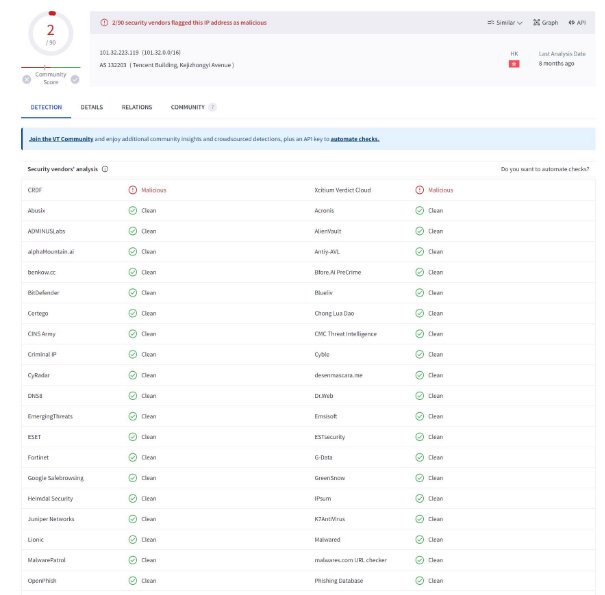 2
/ 90
Community
Score
2/90 security vendors flagged this IP address as malicious
Similar
Graph
API
101.32.223.119 (101.32.0.0/16)
AS 132203 ( Tencent Building, Kejizhongyi Avenue )
HK
Last Analysis Date
8 months ago
DETECTION DETAILS RELATIONS COMMUNITY 7
Join the VT Community and enjoy additional community insights and crowdsourced detections, plus an API key to automate checks.
Security vendors' analysis
Do you want to automate checks?
CRDF Malicious Xcitium Verdict Cloud Malicious
Abusix Clean Acronis Clean
ADMINUSLabs Clean AlienVault Clean
alphaMountain.ai Clean Antiy-AVL Clean
benkow.cc Clean Bfore.Ai PreCrime Clean
BitDefender Clean Blueliv Clean
Certego Clean Chong Lua Dao Clean
CINS Army Clean CMC Threat Intelligence Clean
Criminal IP Clean Cyble Clean
CyRadar Clean desenmascara.me Clean
DNS8 Clean Dr.Web Clean
EmergingThreats Clean Emsisoft Clean
ESET Clean ESTsecurity Clean
Fortinet Clean G-Data Clean
Google Safebrowsing Clean GreenSnow Clean
Heimdal Security Clean IPsum Clean
Juniper Networks Clean K7AntiVirus Clean
Lionic Clean Malwared Clean
MalwarePatrol Clean malwares.com URL checker Clean
OpenPhish Clean Phishing Database Clean